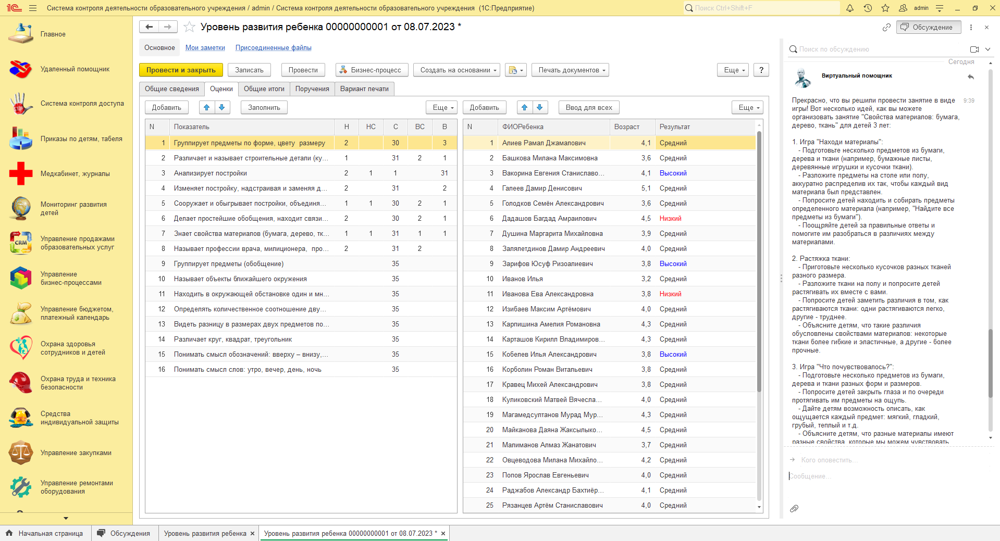 1С Система контроля деятельности образовательного учреждения / admin / Система контроля деятельности образовательного учреждения (1С:Предприятие)
Поиск Ctrl+Shift+F
admin
Главное
Удаленный помощник
STOP
Система контроля доступа
Приказы по детям, табеля
Медкабинет, журналы
Мониторинг развития
детей
CRM
Управление продажами
образовательных услуг
Управление
бизнес-процессами
Управление бюджетом,
платежный календарь
Охрана здоровья
сотрудников и детей
Охрана труда и техника
безопасности
Средства
индивидуальной защиты
Управление закупками
Управление ремонтами
оборудования
Уровень развития ребенка 00000000001 от 08.07.2023 *
Обсуждение
Основное Мои заметки Присоединенные файлы
Провести и закрыть Записать Провести Бизнес-процесс Создать на основании Печать документов Еще ?
Общие сведения Оценки Общие итоги Поручения Вариант печати
Добавить Заполнить Еще
N Показатель Н НС С ВС В
1 Группирует предметы по форме, цвету размеру 2 30 3
2 Различает и называет строительные детали (ку... 1 31 2 1
3 Анализирует постройки 2 1 1 31
4 Изменяет постройку, надстраивая и заменяя д... 2 31 2
5 Сооружает и обыгрывает постройки, объединя... 1 1 30 2 1
6 Делает простейшие обобщения, находит связи... 2 30 2 1
7 Знает свойства материалов (бумага, дерево, тк... 1 1 31 1 1
8 Называет профессии врача, милиционера, про... 2 31 2
9 Группирует предметы (обобщение) 35
10 Называет объекты ближайшего окружения 35
11 Находить в окружающей обстановке один и мн... 35
12 Определять количественное соотношение дву... 35
13 Видеть разницу в размерах двух предметов по... 35
14 Различает круг, квадрат, треугольник 35
15 Понимать смысл обозначений: вверху – внизу,... 35
16 Понимать смысл слов: утро, вечер, день, ночь 35
Добавить Ввод для всех Еще
N ФИОРебенка Возраст Результат
1 Алиев Рамал Джамалович 4,1 Средний
2 Башкова Милана Максимовна 3,6 Средний
3 Вакорина Евгения Станиславо... 4,1 Высокий
4 Галеев Дамир Денисович 5,1 Средний
5 Голодков Семён Александрович 3,6 Средний
6 Дадашов Багдад Амраилович 4,5 Низкий
7 Душина Маргарита Михайловна 3,9 Средний
8 Залялетдинов Дамир Андреевич 4,0 Средний
9 Зарифов Юсуф Ризоалиевич 3,8 Высокий
10 Иванов Илья 3,2 Средний
11 Иванова Ева Александровна 3,8 Низкий
12 Изибаев Максим Артёмович 4,0 Средний
13 Карпишина Амелия Романовна 4,3 Средний
14 Карташов Кирилл Владимиров... 4,3 Средний
15 Кобелев Илья Александрович 3,8 Высокий
16 Корболин Роман Витальевич 3,8 Средний
17 Кравец Михей Александрович 3,8 Средний
18 Куликовский Матвей Вячесла... 4,0 Средний
19 Магамедсултанов Мурад Мур... 4,3 Средний
20 Майканова Даяна Жаксылыко... 4,5 Средний
21 Малиманов Алмаз Жанатович 3,7 Средний
22 Овцеводова Милана Михайло... 4,2 Средний
23 Попов Ярослав Евгеньевич 4,0 Средний
24 Раджабов Александр Бахтиёр... 4,1 Средний
25 Рязанцев Артём Станиславович 4,0 Средний
Поиск по обсуждению
Сегодня
Виртуальный помощник
9:39
Прекрасно, что вы решили провести занятие в виде
игры! Вот несколько идей, как вы можете
организовать занятие "Свойства материалов: бумага,
дерево, ткань" для детей 3 лет:
1. Игра "Находи материалы":
- Подготовьте несколько предметов из бумаги,
дерева и ткани (например, бумажные листы,
деревянные игрушки и кусочки ткани).
- Разложите предметы на столе или полу,
аккуратно распределив их так, чтобы каждый вид
материала был представлен.
- Попросите детей находить и собирать предметы
определенного материала (например, "Найдите все
предметы из бумаги").
- Поощряйте детей за правильные ответы и
помогите им разобраться в различиях между
материалами.
2. Растяжка ткани:
- Приготовьте несколько кусочков разных тканей
разного размера.
- Разложите ткани на полу и попросите детей
растягивать их вместе с вами.
- Попросите детей заметить различия в том, как
растягиваются ткани: одни растягиваются легко,
другие - труднее.
- Объясните детям, что такие различия
обусловлены свойствами материалов: некоторые
ткани более гибкие и эластичные, а другие - более
прочные.
3. Игра "Что почувствовалось?":
- Подготовьте несколько предметов из бумаги,
дерева и ткани разных форм и размеров.
- Попросите детей закрыть глаза и по очереди
протягивать им предметы на ощупь.
- Дайте детям возможность описать, как
ощущается каждый предмет: мягкий, гладкий,
грубый, теплый и т.д.
- Объясните детям, что разные материалы имеют
разные свойства, которые мы можем чувствовать
Кого оповестить...
Сообщение...
Начальная страница Обсуждения Уровень развития ребенка Уровень развития ребенка 00000000001 от 08.07.2023 *